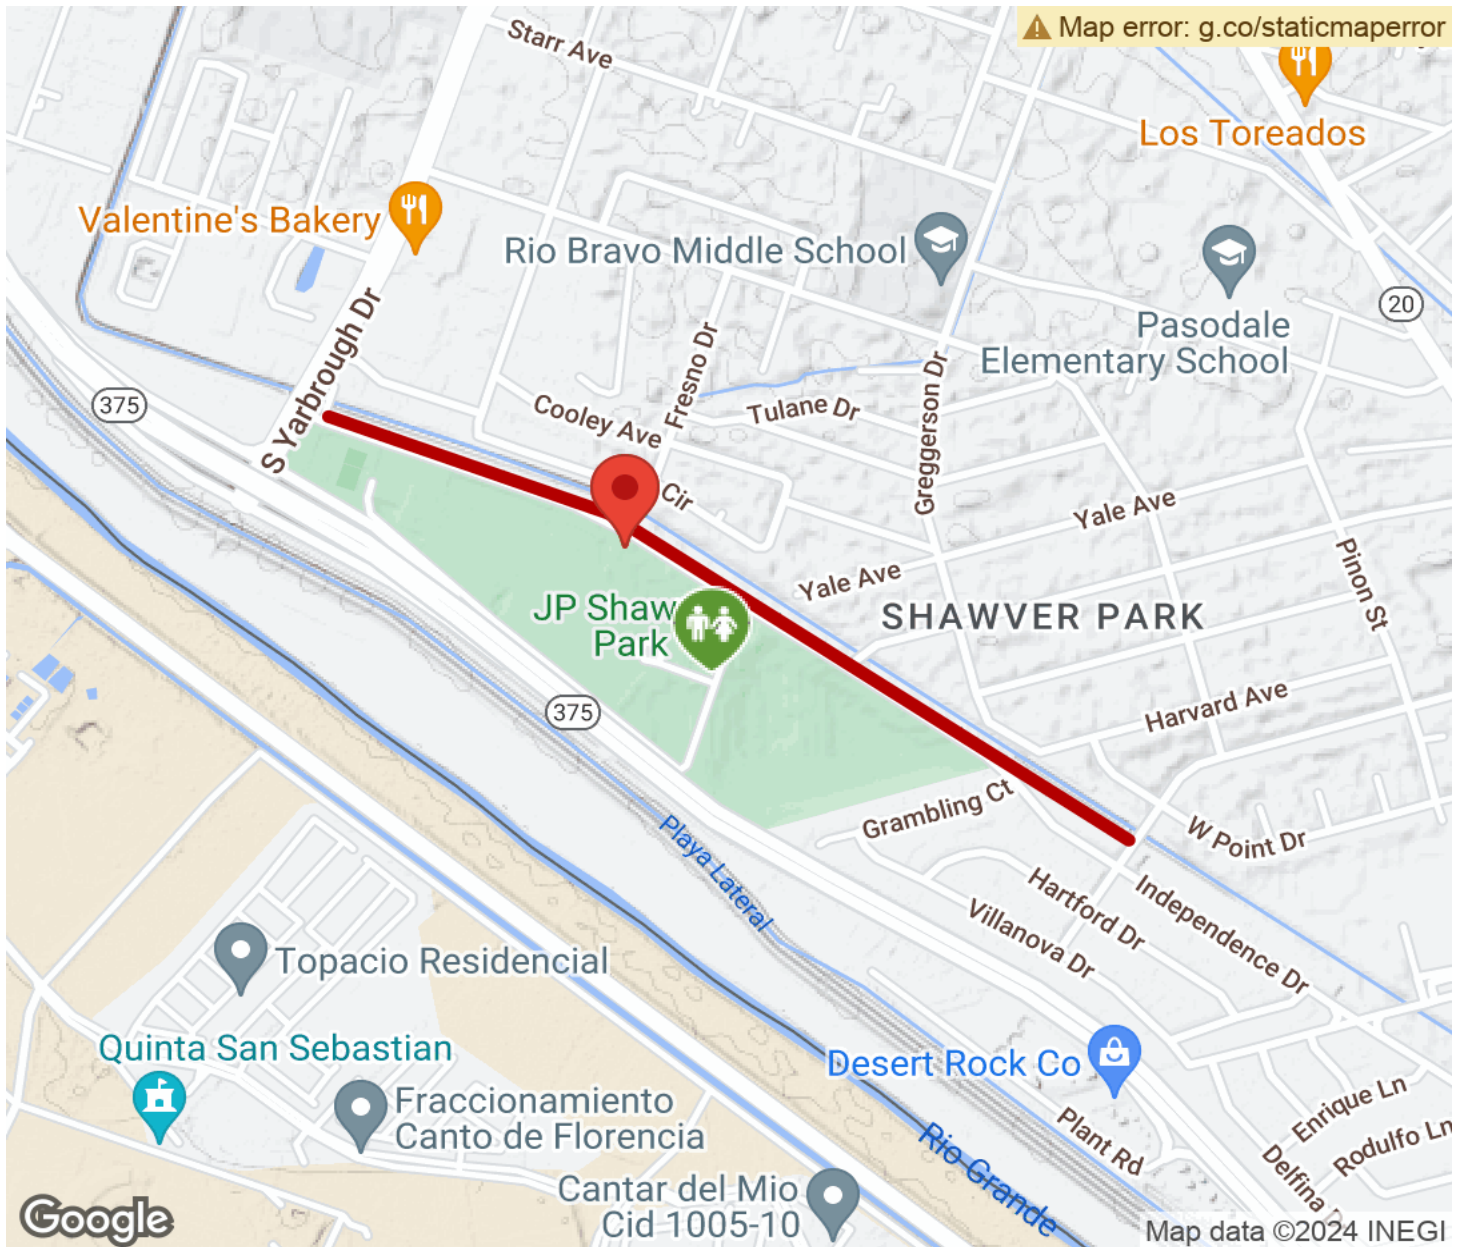 Map error: g.co/staticmaperror
Starr Ave
Los Toreados
Valentine's Bakery
Rio Bravo Middle School
20
Pasodale
Elementary School
S Yarbrough Dr
Fresno Dr
375
Cooley Ave
Tulane Dr
Greggerson Dr
Cir
Yale Ave
Pinon St
Yale Ave
JP Shaw
Park
SHAWVER PARK
375
Harvard Ave
Grambling Ct
W Point Dr
Playa Lateral
Hartford Dr
Independence Dr
Villanova Dr
Topacio Residencial
Quinta San Sebastian
Desert Rock Co
Fraccionamiento
Canto de Florencia
Plant Rd
Enrique Ln
Rodulfo Ln
Rio Grande
Delfina
Cantar del Mio
Cid 1005-10
Google
Map data ©2024 INEGI